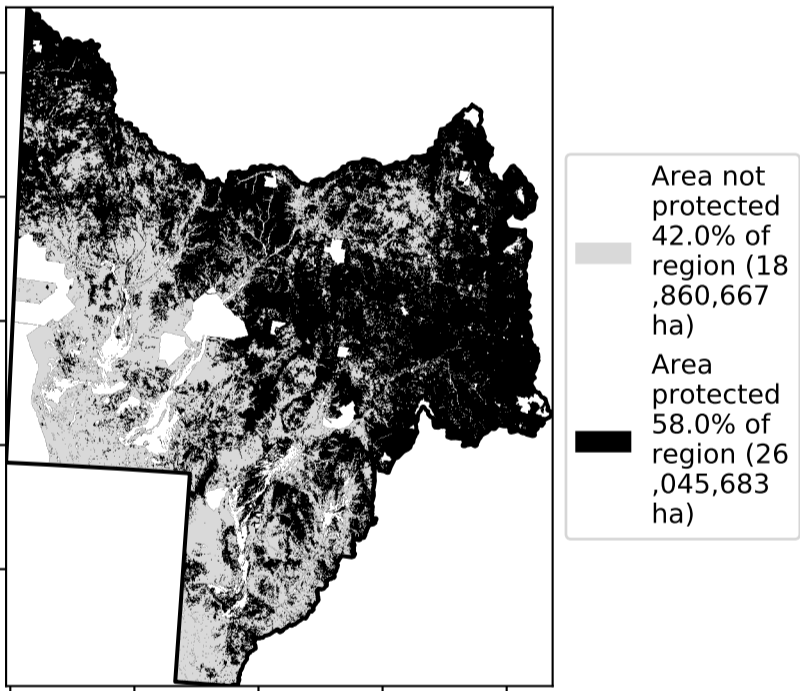 Area not
protected
42.0% of
region (18
,860,667
ha)
Area
protected
58.0% of
region (26
,045,683
ha)